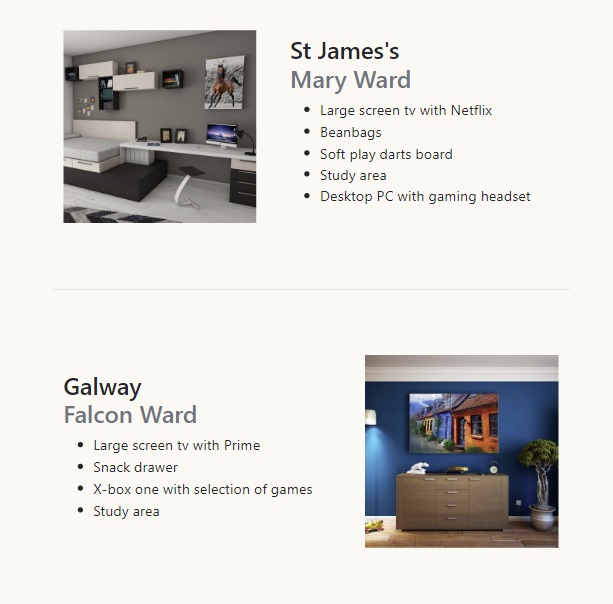 St James's
Mary Ward
Large screen tv with Netflix
Beanbags
Soft play darts board
Study area
Desktop PC with gaming headset
Galway
Falcon Ward
Large screen tv with Prime
Snack drawer
X-box one with selection of games
Study area